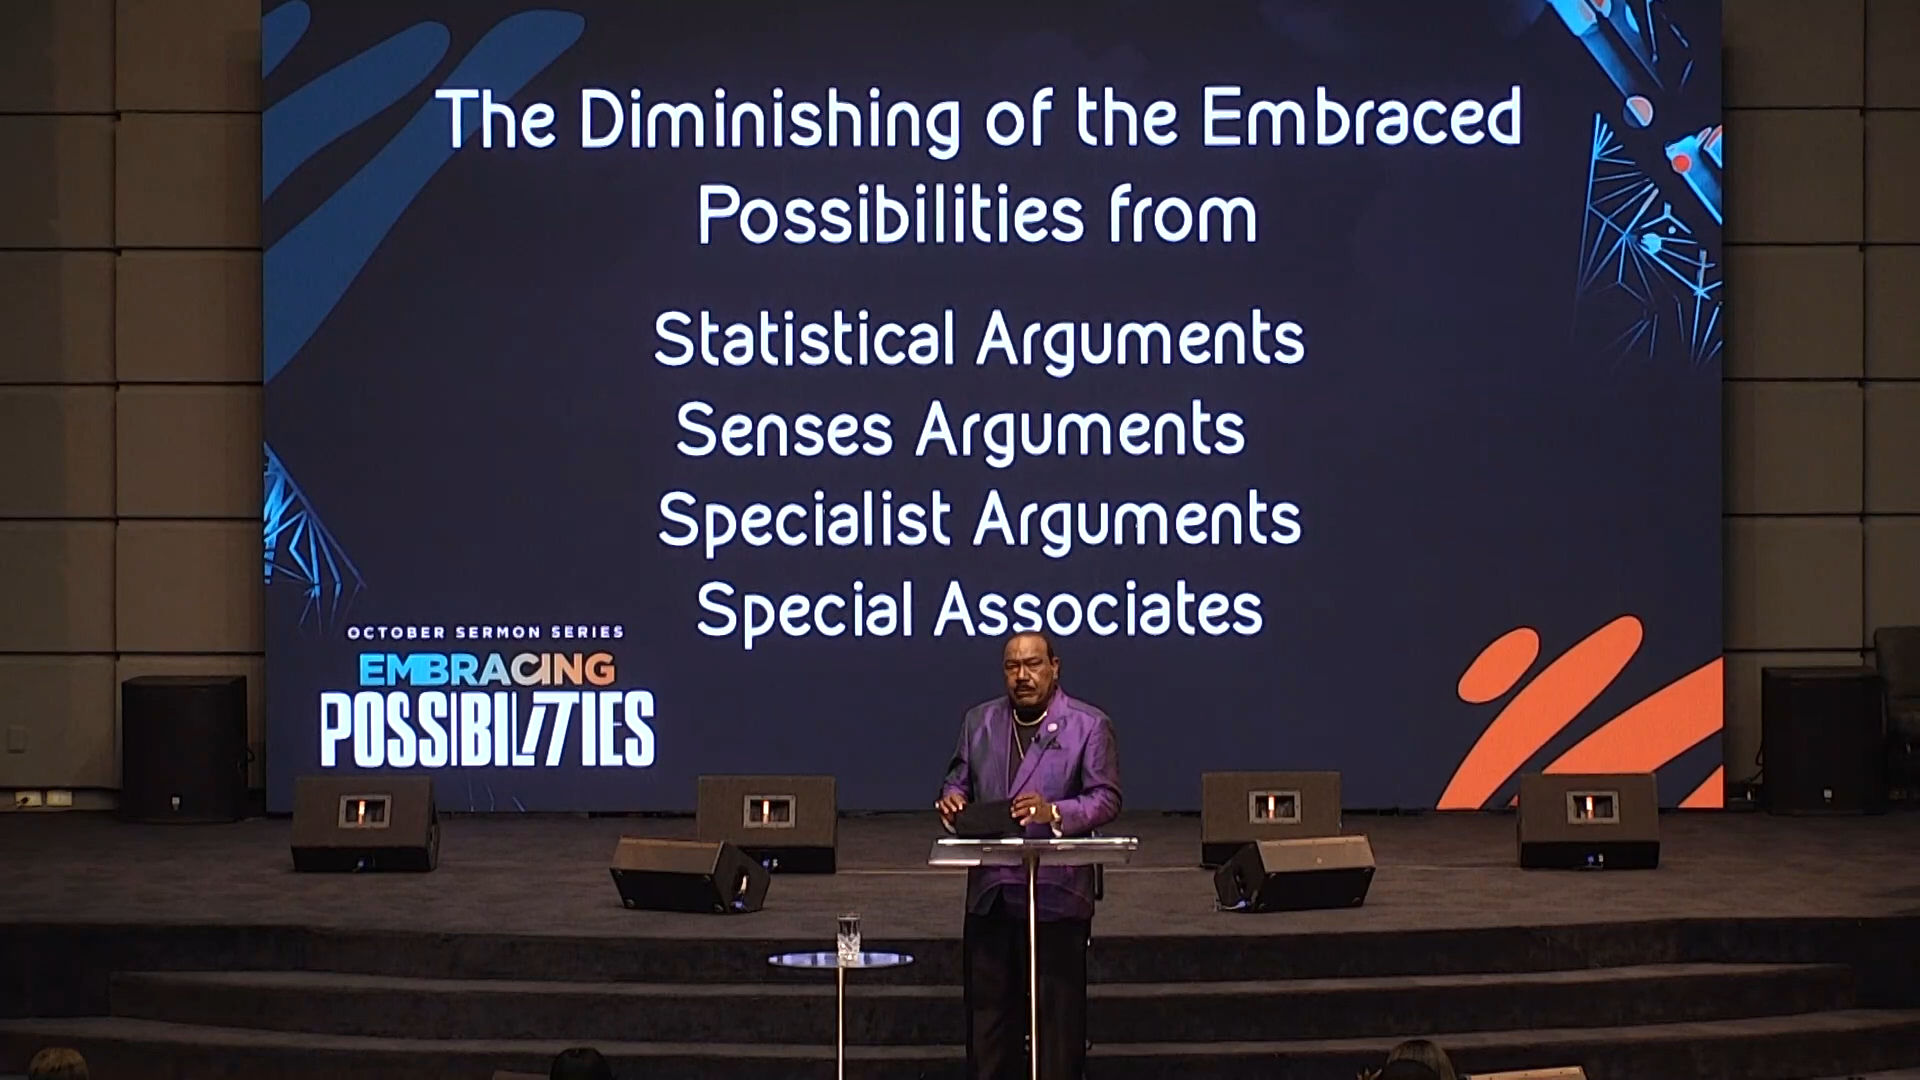 The Diminishing of the Embraced
Possibilities from
Statistical Arguments
Senses Arguments
Specialist Arguments
Special Associates
OCTOBER SERMON SERIES
EMBRACING
POSSIBILITIES